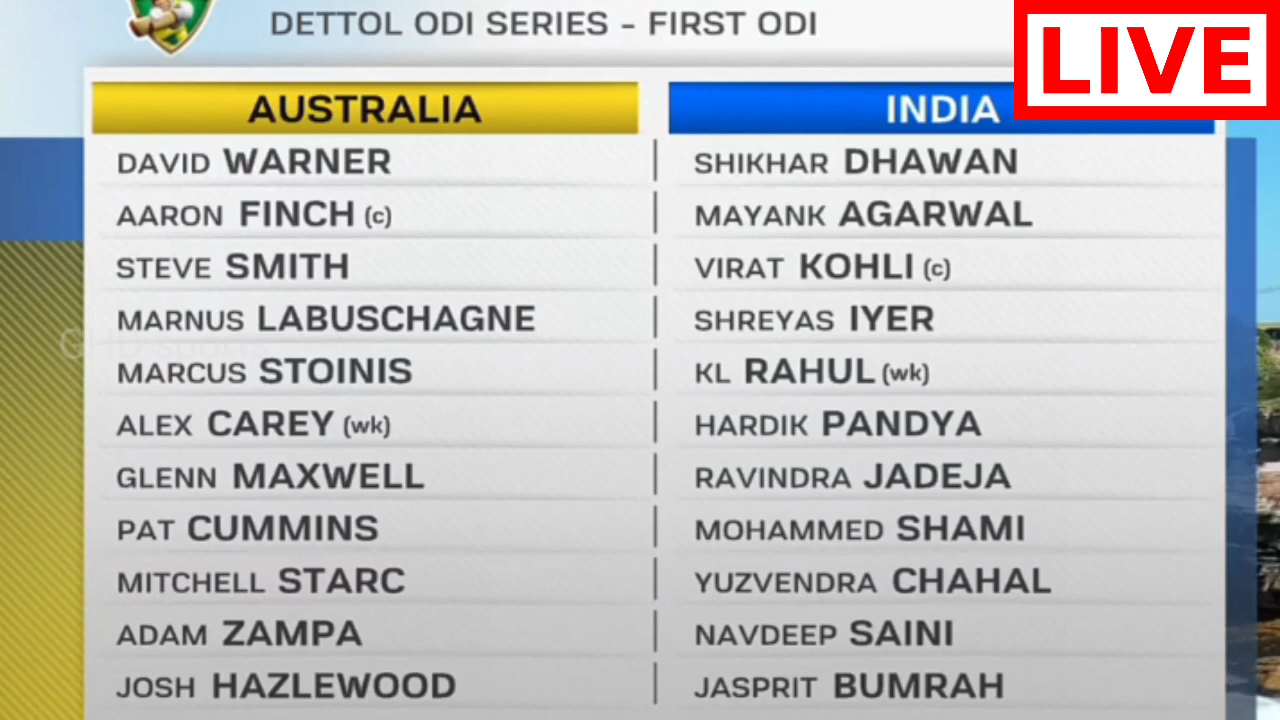 DETTOL ODI SERIES – FIRST ODI
LIVE
AUSTRALIA
INDIA
DAVID WARNER
SHIKHAR DHAWAN
AARON FINCH (c)
MAYANK AGARWAL
STEVE SMITH
VIRAT KOHLI (c)
MARNUS LABUSCHAGNE
SHREYAS IYER
MARCUS STOINIS
KL RAHUL (wk)
ALEX CAREY (wk)
HARDIK PANDYA
GLENN MAXWELL
RAVINDRA JADEJA
PAT CUMMINS
MOHAMMED SHAMI
MITCHELL STARC
YUZVENDRA CHAHAL
ADAM ZAMPA
NAVDEEP SAINI
JOSH HAZLEWOOD
JASPRIT BUMRAH